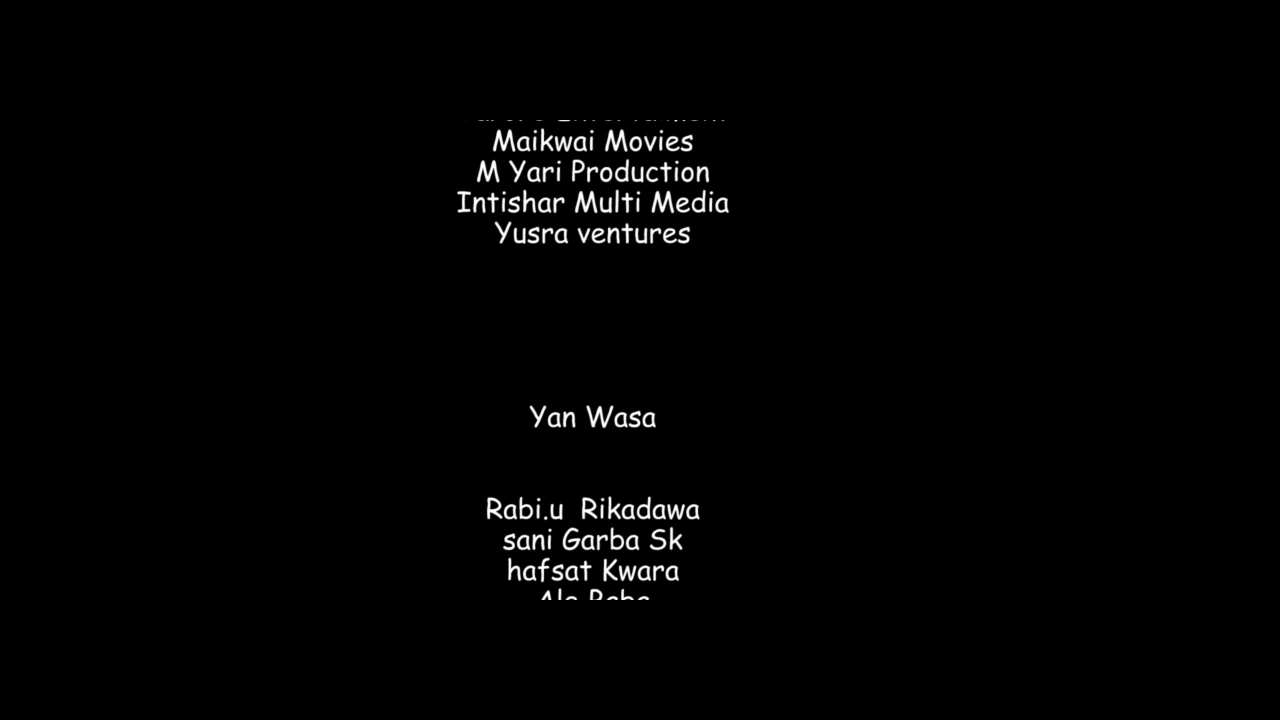 Maikwai Movies
M Yari Production
Intishar Multi Media
Yusra ventures
Yan Wasa
Rabi.u Rikadawa
sani Garba Sk
hafsat Kwara